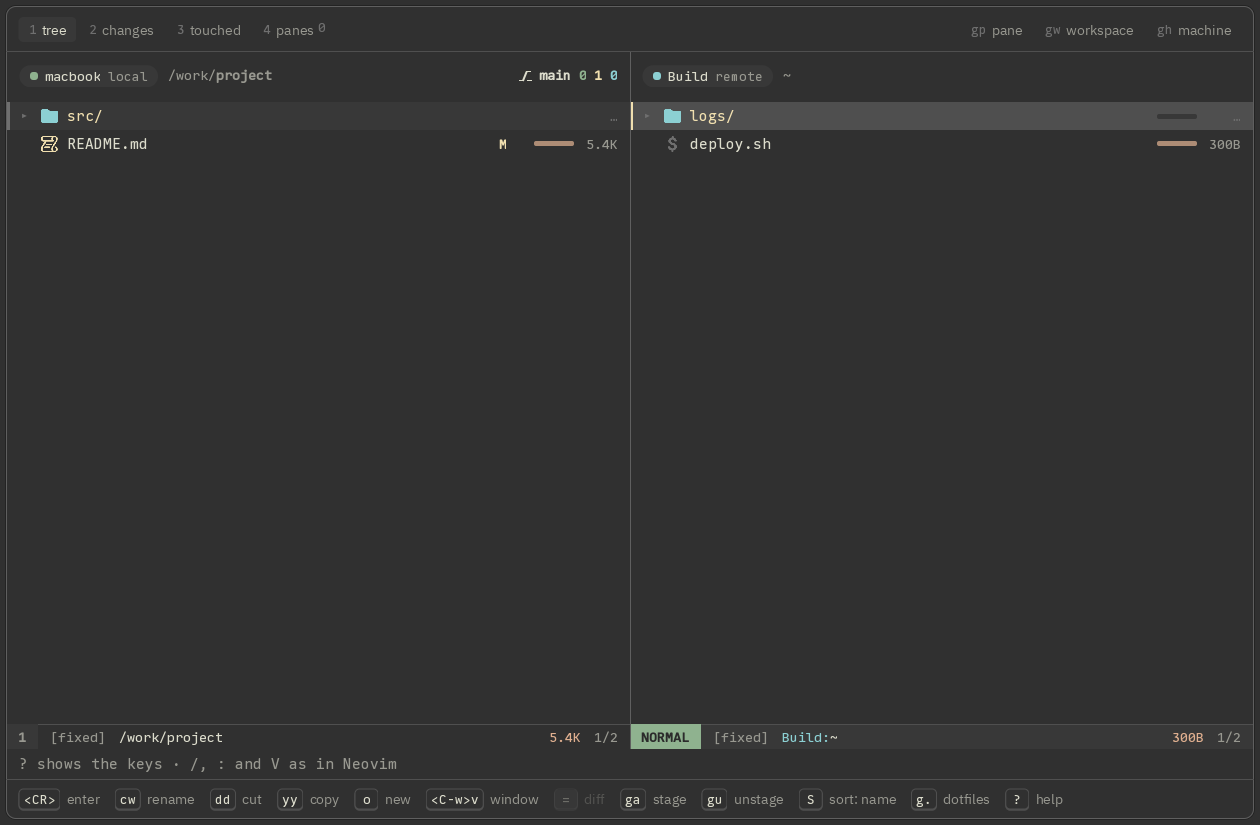 1 tree 2 changes 3 touched 4 panes 0 gp pane gw workspace gh machine
macbook local /work/project main 0 1 0 Build remote ~
▸ src/ … ▸ logs/ …
README.md M 5.4K $ deploy.sh 300B
1 [fixed] /work/project 5.4K 1/2 NORMAL [fixed] Build:~ 300B 1/2
? shows the keys · /, : and V as in Neovim
<CR> enter cw rename dd cut yy copy o new <C-w>v window = diff ga stage gu unstage S sort: name g. dotfiles ? help